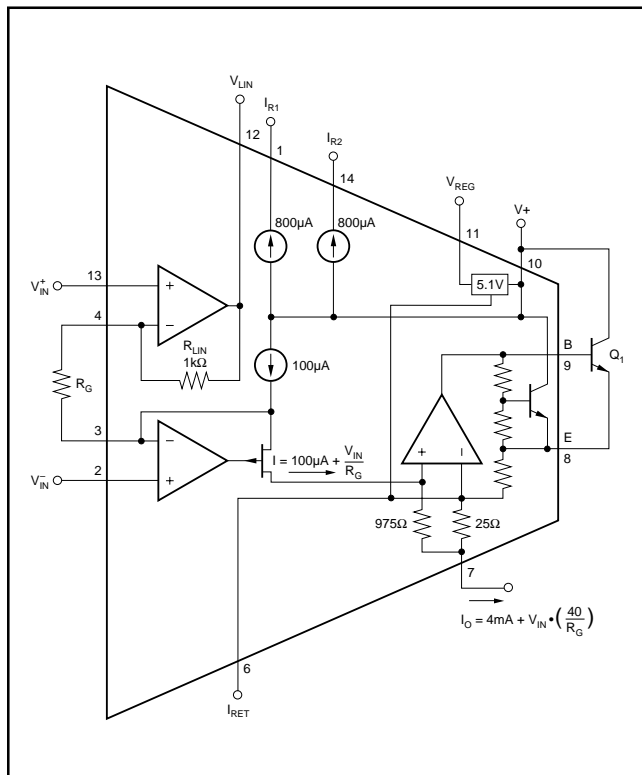 V_LIN
I_R1
12
1
I_R2
14
V_REG
V+
11
10
800µA
800µA
5.1V
13
V_IN^+
+
4
–
R_LIN
1kΩ
100µA
R_G
B
Q_1
9
3
–
I = 100µA + V_IN/R_G
E
8
V_IN^–
2
+
+
–
975Ω
25Ω
7
I_O = 4mA + V_IN • (40/R_G)
6
I_RET